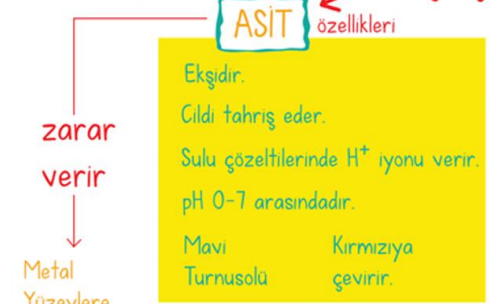 ASİT
özellikleri
Ekşidir.
Cildi tahriş eder.
Sulu çözeltilerinde H⁺ iyonu verir.
pH 0-7 arasındadır.
Mavi Turnusolü
Kırmızıya çevirir.
zarar
verir
Metal
Yüzeylere